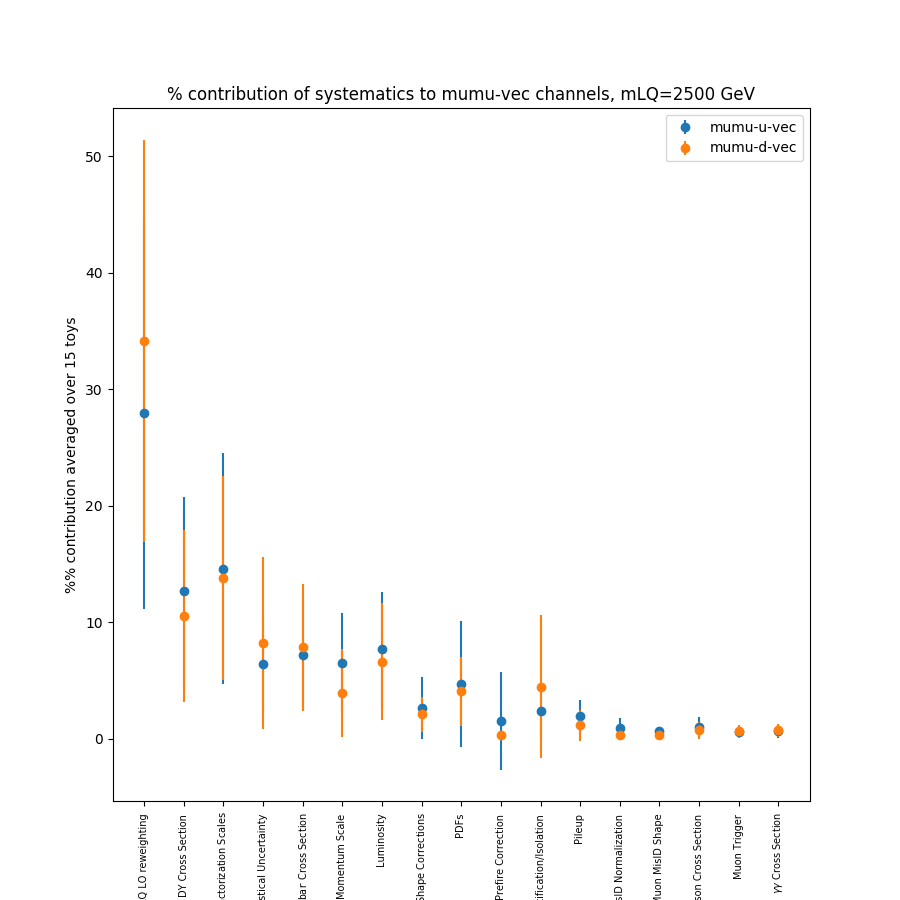 % contribution of systematics to mumu-vec channels, mLQ=2500 GeV
mumu-u-vec
mumu-d-vec
%% contribution averaged over 15 toys
50
40
30
20
10
0
Q LO reweighting
DY Cross Section
ctorization Scales
stical Uncertainty
bar Cross Section
Momentum Scale
Luminosity
Shape Corrections
PDFs
Prefire Correction
tification/Isolation
Pileup
sID Normalization
Muon MisID Shape
son Cross Section
Muon Trigger
γγ Cross Section